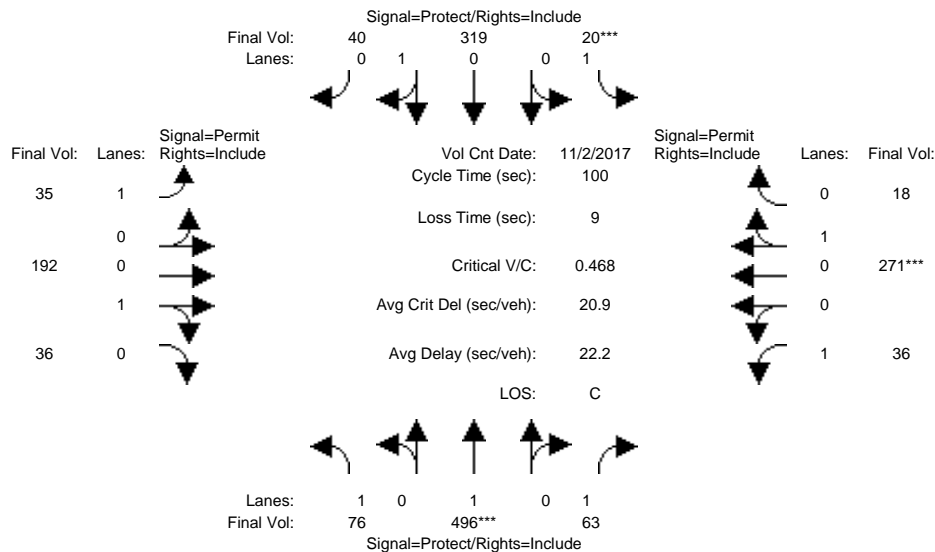 Signal=Protect/Rights=Include
Final Vol: 40 319 20***
Lanes: 0 1 0 0 1
Signal=Permit Signal=Permit
Final Vol: Lanes: Rights=Include Vol Cnt Date: 11/2/2017 Rights=Include Lanes: Final Vol:
Cycle Time (sec): 100
35 1 0 18
Loss Time (sec): 9
0 1
192 0 Critical V/C: 0.468 0 271***
1 Avg Crit Del (sec/veh): 20.9 0
36 0 Avg Delay (sec/veh): 22.2 1 36
LOS: C
Lanes: 1 0 1 0 1
Final Vol: 76 496*** 63
Signal=Protect/Rights=Include